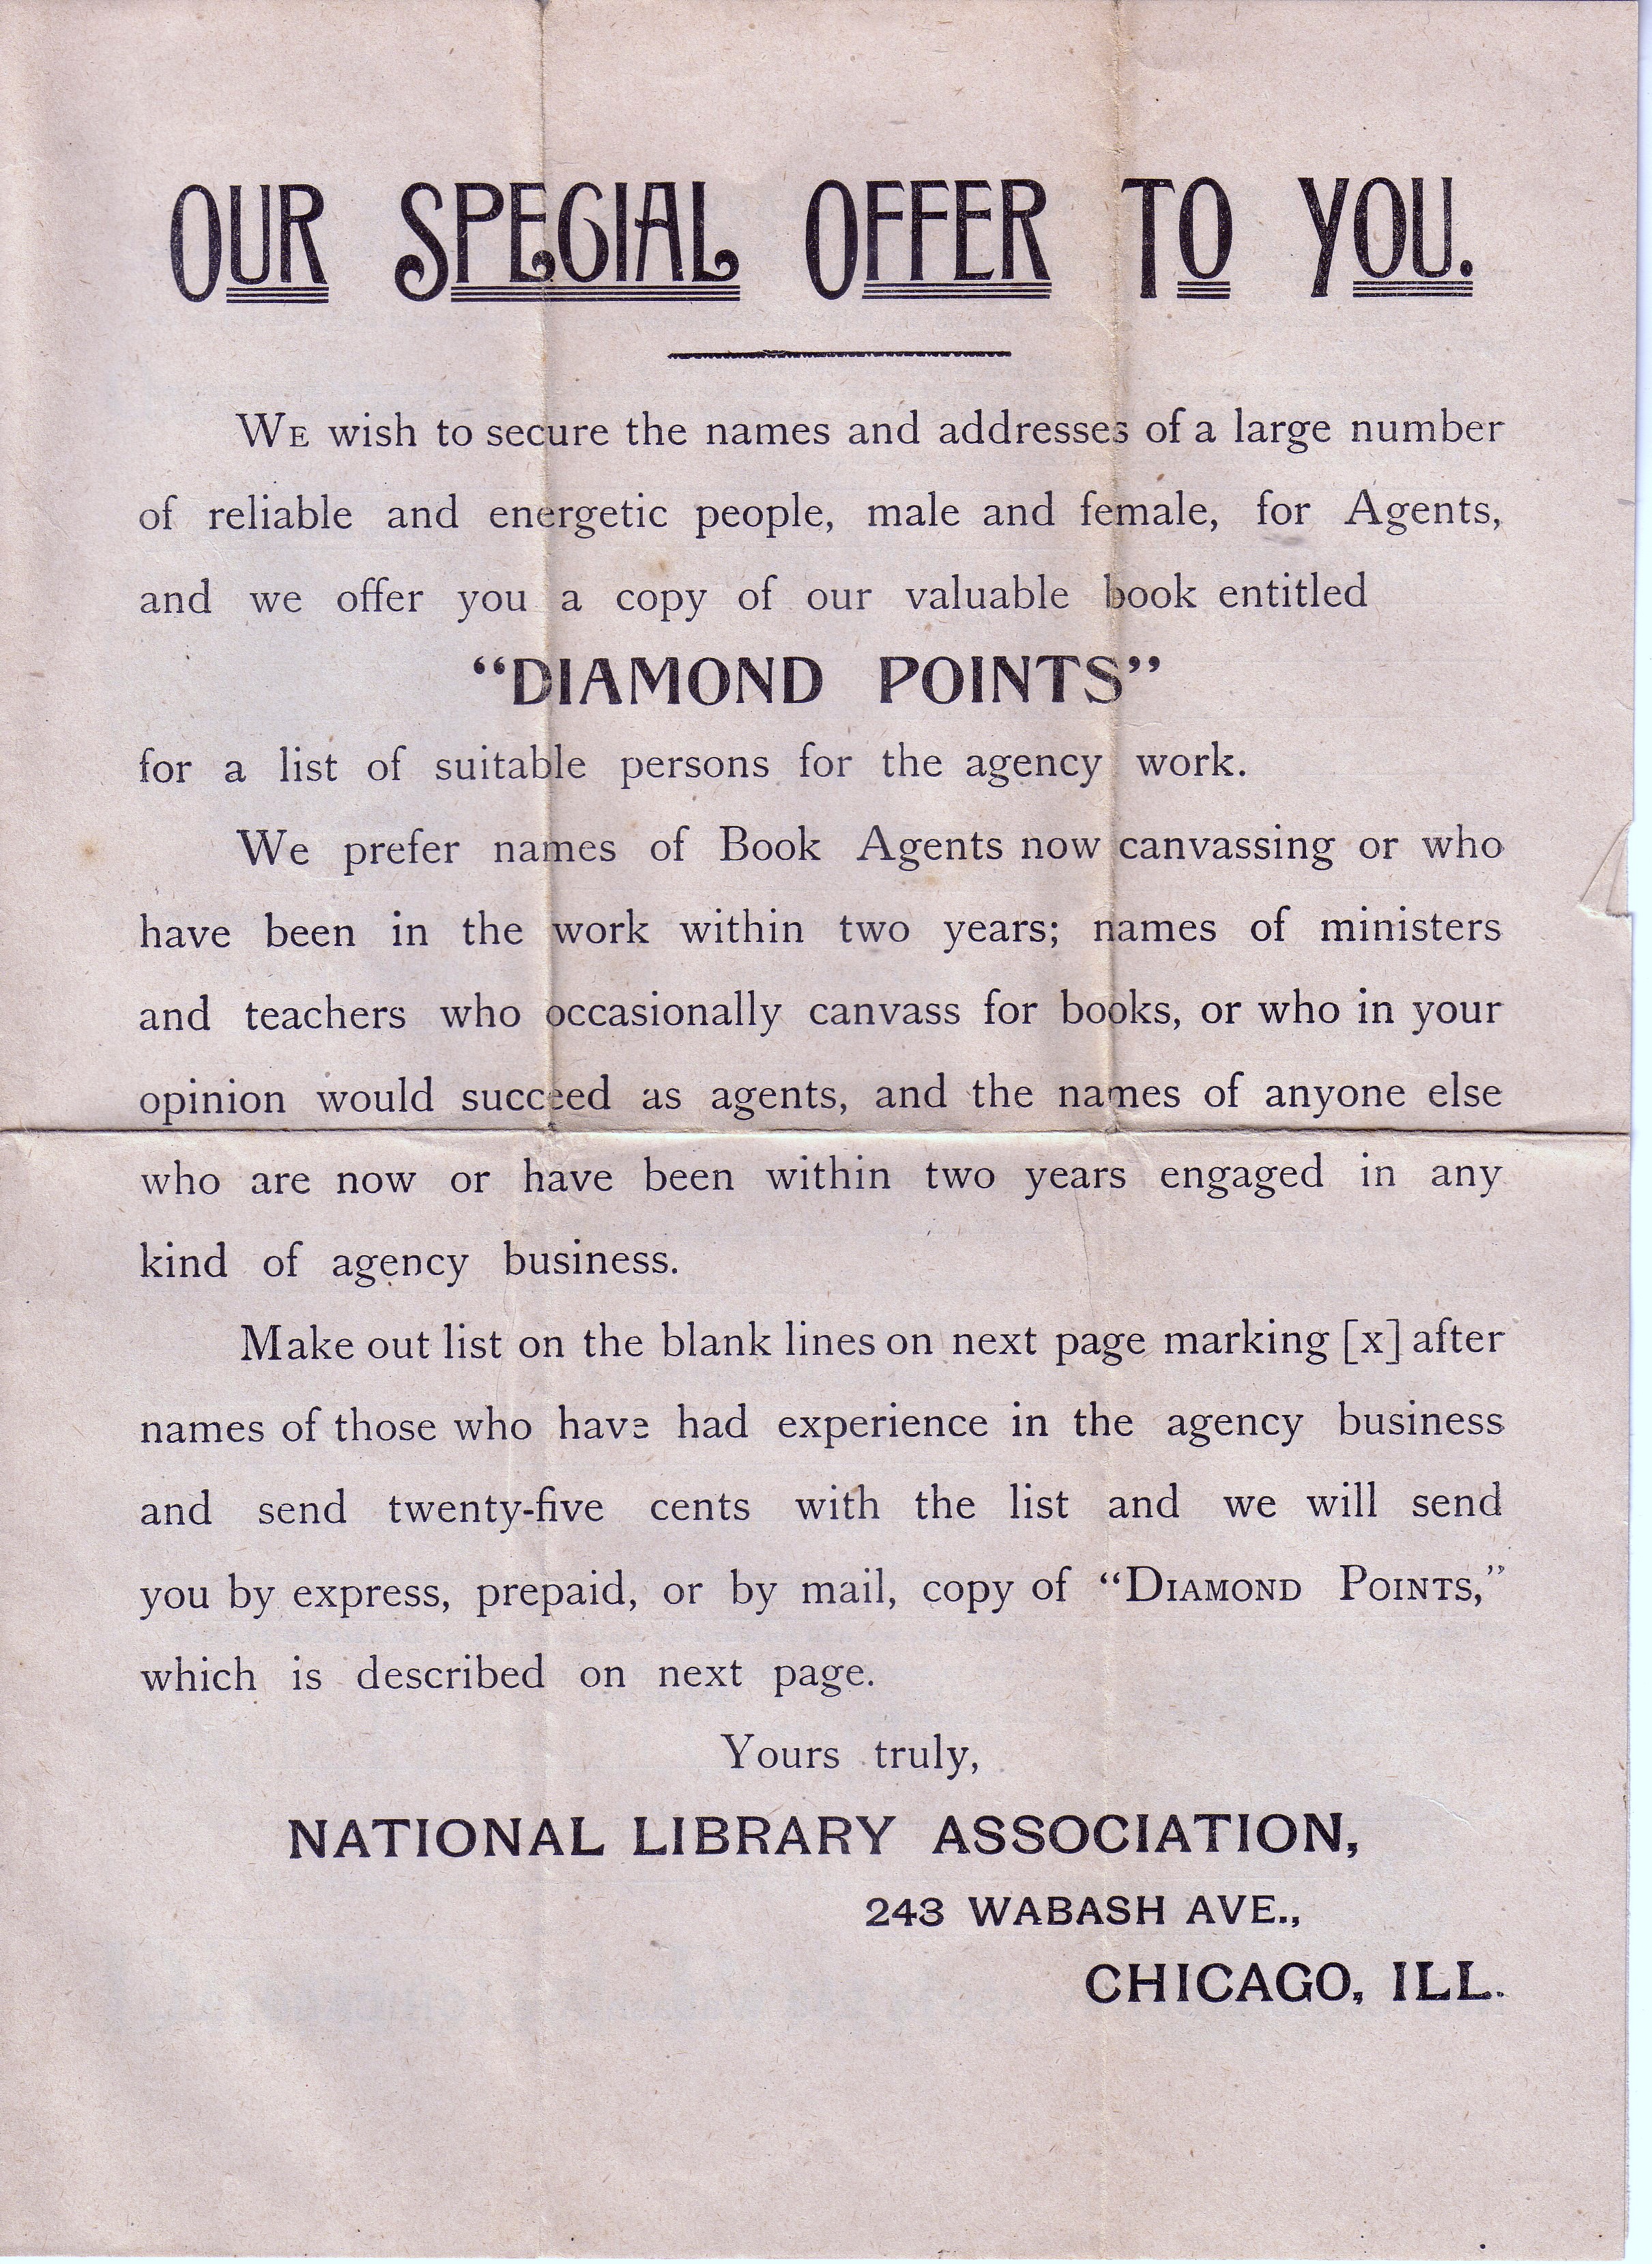 OUR SPECIAL OFFER TO YOU.
WE wish to secure the names and addresses of a large number
of reliable and energetic people, male and female, for Agents,
and we offer you a copy of our valuable book entitled
“DIAMOND POINTS”
for a list of suitable persons for the agency work.
We prefer names of Book Agents now canvassing or who
have been in the work within two years; names of ministers
and teachers who occasionally canvass for books, or who in your
opinion would succeed as agents, and the names of anyone else
who are now or have been within two years engaged in any
kind of agency business.
Make out list on the blank lines on next page marking [x] after
names of those who have had experience in the agency business
and send twenty-five cents with the list and we will send
you by express, prepaid, or by mail, copy of “DIAMOND POINTS,”
which is described on next page.
Yours truly,
NATIONAL LIBRARY ASSOCIATION,
243 WABASH AVE.,
CHICAGO, ILL.